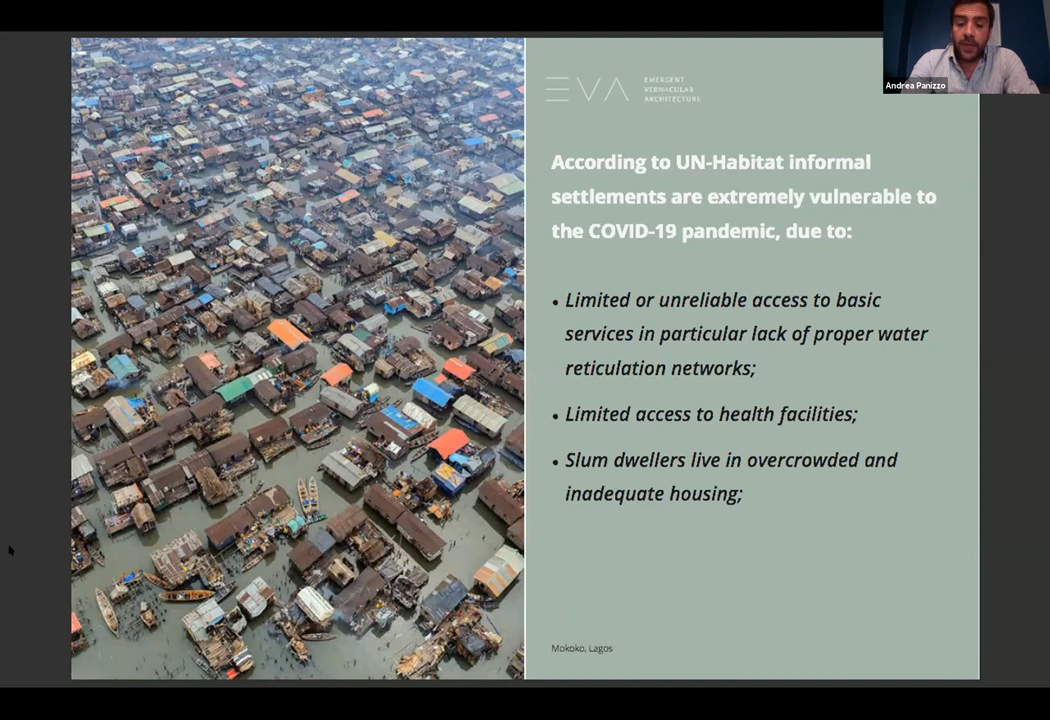 Andrea Panizzo
EVA
EMERGENT
VERNACULAR
ARCHITECTURE
According to UN-Habitat informal
settlements are extremely vulnerable to
the COVID-19 pandemic, due to:
• Limited or unreliable access to basic
services in particular lack of proper water
reticulation networks;
• Limited access to health facilities;
• Slum dwellers live in overcrowded and
inadequate housing;
Mokoko, Lagos